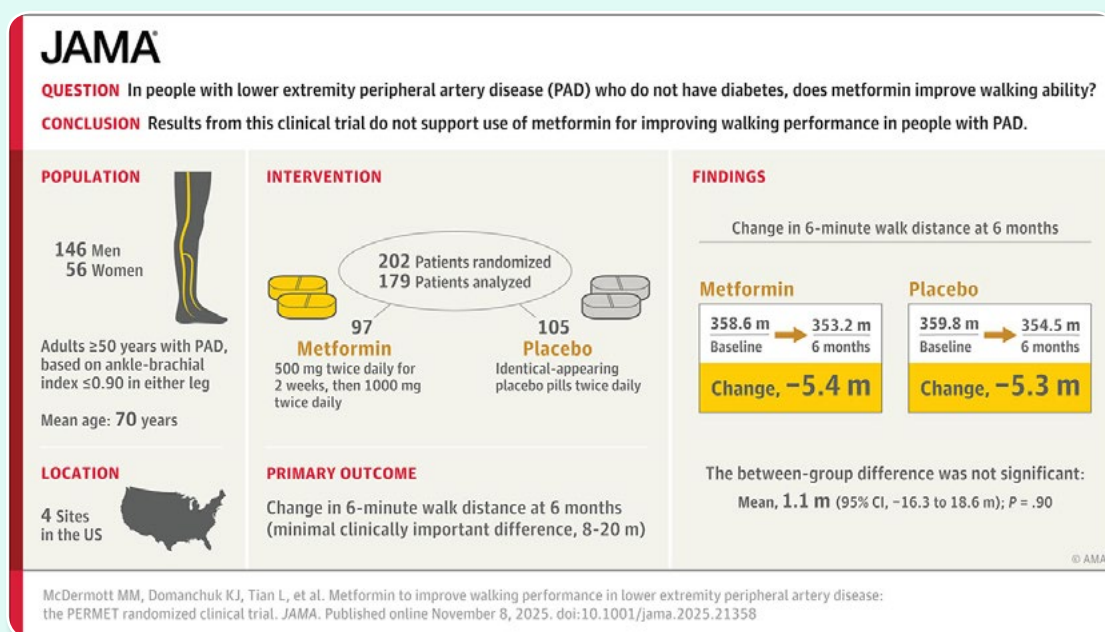 JAMA®
QUESTION In people with lower extremity peripheral artery disease (PAD) who do not have diabetes, does metformin improve walking ability?
CONCLUSION Results from this clinical trial do not support use of metformin for improving walking performance in people with PAD.
POPULATION
146 Men
56 Women
Adults ≥50 years with PAD,
based on ankle-brachial
index ≤0.90 in either leg
Mean age: 70 years
LOCATION
4 Sites
in the US
INTERVENTION
202 Patients randomized
179 Patients analyzed
97
Metformin
500 mg twice daily for
2 weeks, then 1000 mg
twice daily
105
Placebo
Identical-appearing
placebo pills twice daily
PRIMARY OUTCOME
Change in 6-minute walk distance at 6 months
(minimal clinically important difference, 8-20 m)
FINDINGS
Change in 6-minute walk distance at 6 months
Metformin
358.6 m 353.2 m
Baseline 6 months
Change, −5.4 m
Placebo
359.8 m 354.5 m
Baseline 6 months
Change, −5.3 m
The between-group difference was not significant:
Mean, 1.1 m (95% CI, −16.3 to 18.6 m); P = .90
© AMA
McDermott MM, Domanchuk KJ, Tian L, et al. Metformin to improve walking performance in lower extremity peripheral artery disease:
the PERMET randomized clinical trial. JAMA. Published online November 8, 2025. doi:10.1001/jama.2025.21358